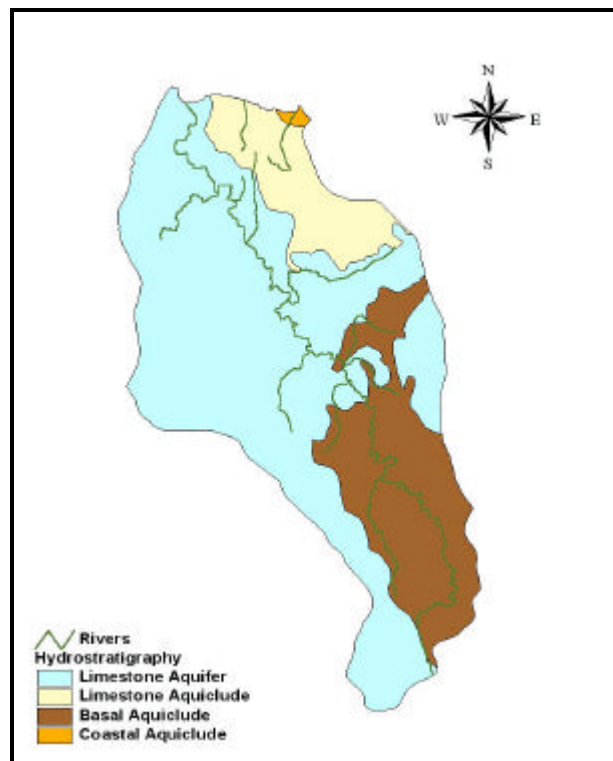 N
W E
S
Rivers
Hydrostratigraphy
Limestone Aquifer
Limestone Aquiclude
Basal Aquiclude
Coastal Aquiclude